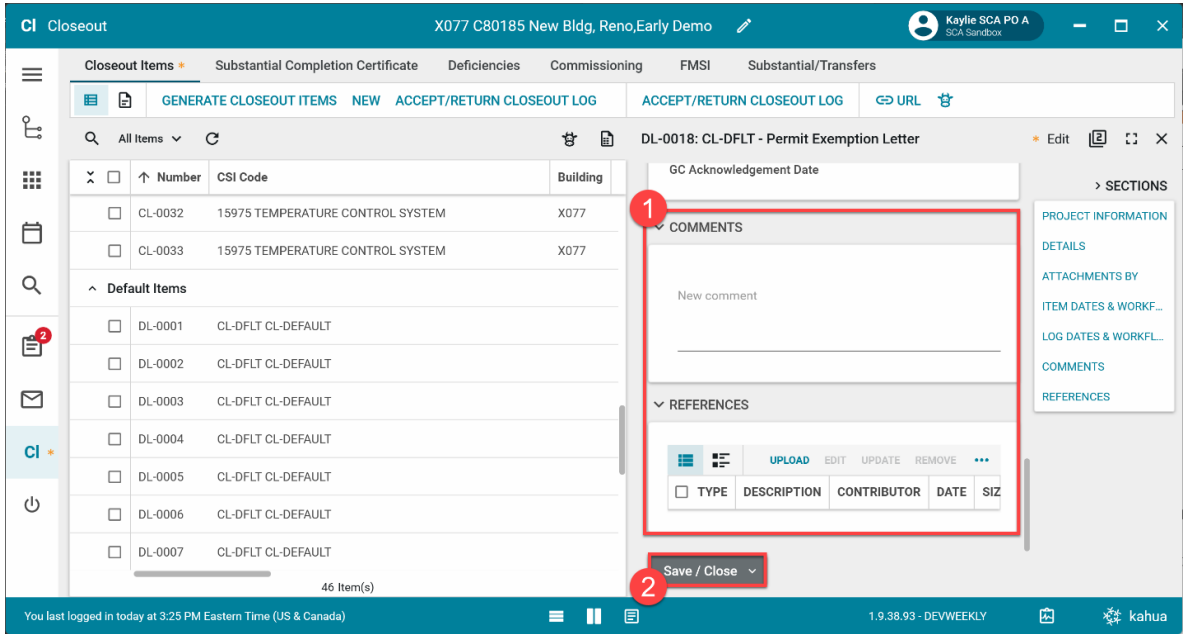 Cl Closeout
X077 C80185 New Bldg, Reno,Early Demo
Kaylie SCA PO A
SCA Sandbox
Closeout Items * Substantial Completion Certificate Deficiencies Commissioning FMSI Substantial/Transfers
GENERATE CLOSEOUT ITEMS NEW ACCEPT/RETURN CLOSEOUT LOG
ACCEPT/RETURN CLOSEOUT LOG URL
All Items
Number CSI Code Building
CL-0032 15975 TEMPERATURE CONTROL SYSTEM X077
CL-0033 15975 TEMPERATURE CONTROL SYSTEM X077
Default Items
DL-0001 CL-DFLT CL-DEFAULT
DL-0002 CL-DFLT CL-DEFAULT
DL-0003 CL-DFLT CL-DEFAULT
DL-0004 CL-DFLT CL-DEFAULT
DL-0005 CL-DFLT CL-DEFAULT
DL-0006 CL-DFLT CL-DEFAULT
DL-0007 CL-DFLT CL-DEFAULT
46 Item(s)
2
Cl *
DL-0018: CL-DFLT - Permit Exemption Letter
* Edit 2
GC Acknowledgement Date
1
COMMENTS
New comment
REFERENCES
UPLOAD EDIT UPDATE REMOVE •••
TYPE DESCRIPTION CONTRIBUTOR DATE SIZ
Save / Close
2
> SECTIONS
PROJECT INFORMATION
DETAILS
ATTACHMENTS BY
ITEM DATES & WORKF...
LOG DATES & WORKFL...
COMMENTS
REFERENCES
You last logged in today at 3:25 PM Eastern Time (US & Canada)
1.9.38.93 - DEVWEEKLY
kahua